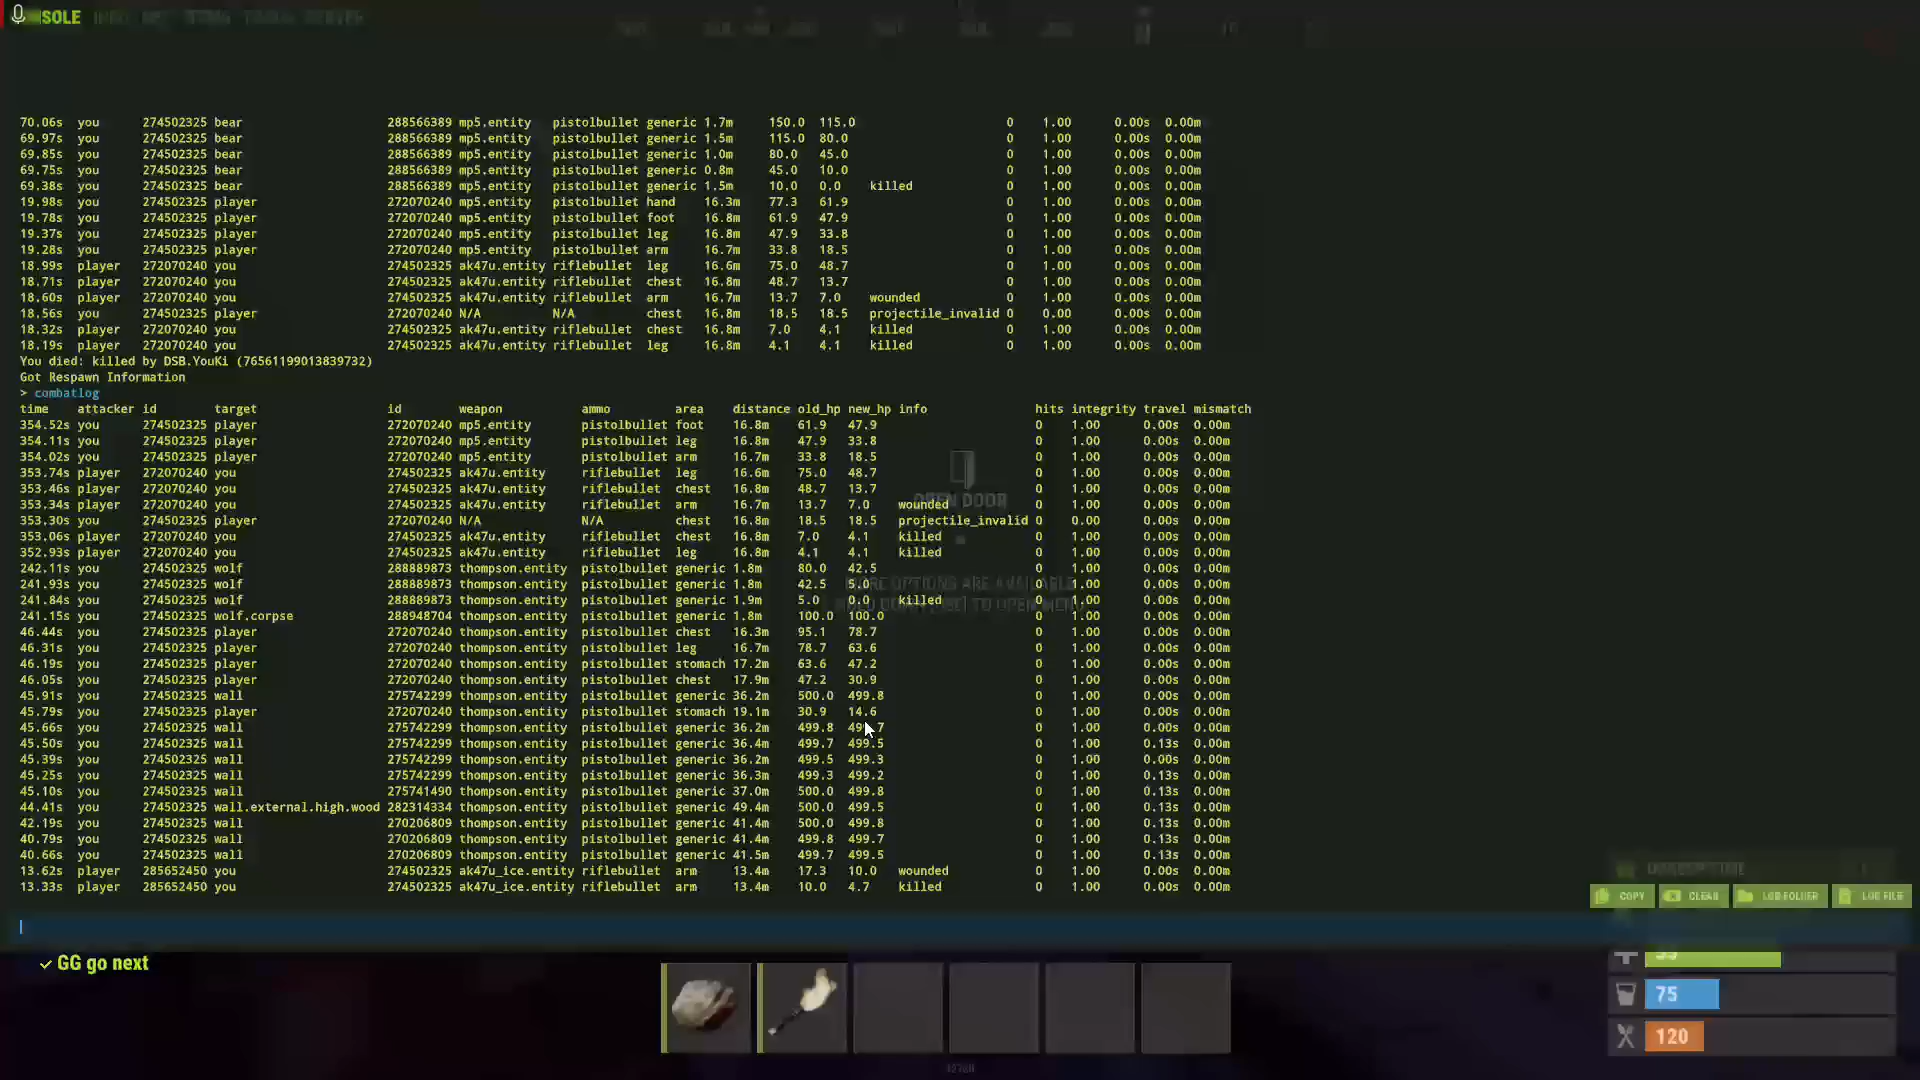 SOLE
70.06s you 274502325 bear 288566389 mp5.entity pistolbullet generic 1.7m 150.0 115.0 0 1.00 0.00s 0.00m
69.97s you 274502325 bear 288566389 mp5.entity pistolbullet generic 1.5m 115.0 80.0 0 1.00 0.00s 0.00m
69.85s you 274502325 bear 288566389 mp5.entity pistolbullet generic 1.0m 80.0 45.0 0 1.00 0.00s 0.00m
69.75s you 274502325 bear 288566389 mp5.entity pistolbullet generic 0.8m 45.0 10.0 0 1.00 0.00s 0.00m
69.38s you 274502325 bear 288566389 mp5.entity pistolbullet generic 1.5m 10.0 0.0 killed 0 1.00 0.00s 0.00m
19.98s you 274502325 player 272070240 mp5.entity pistolbullet hand 16.3m 77.3 61.9 0 1.00 0.00s 0.00m
19.78s you 274502325 player 272070240 mp5.entity pistolbullet foot 16.8m 61.9 47.9 0 1.00 0.00s 0.00m
19.37s you 274502325 player 272070240 mp5.entity pistolbullet leg 16.8m 47.9 33.8 0 1.00 0.00s 0.00m
19.28s you 274502325 player 272070240 mp5.entity pistolbullet arm 16.7m 33.8 18.5 0 1.00 0.00s 0.00m
18.99s player 272070240 you 274502325 ak47u.entity riflebullet leg 16.6m 75.0 48.7 0 1.00 0.00s 0.00m
18.71s player 272070240 you 274502325 ak47u.entity riflebullet chest 16.8m 48.7 13.7 0 1.00 0.00s 0.00m
18.60s player 272070240 you 274502325 ak47u.entity riflebullet arm 16.7m 13.7 7.0 wounded 0 1.00 0.00s 0.00m
18.56s you 274502325 player 272070240 N/A N/A chest 16.8m 18.5 18.5 projectile_invalid 0 0.00 0.00s 0.00m
18.32s player 272070240 you 274502325 ak47u.entity riflebullet chest 16.8m 7.0 4.1 killed 0 1.00 0.00s 0.00m
18.19s player 272070240 you 274502325 ak47u.entity riflebullet leg 16.8m 4.1 4.1 killed 0 1.00 0.00s 0.00m
You died: killed by DSB.YouKi (76561199013839732)
Got Respawn Information
> combatlog
time attacker id target id weapon ammo area distance old_hp new_hp info hits integrity travel mismatch
354.52s you 274502325 player 272070240 mp5.entity pistolbullet foot 16.8m 61.9 47.9 0 1.00 0.00s 0.00m
354.11s you 274502325 player 272070240 mp5.entity pistolbullet leg 16.8m 47.9 33.8 0 1.00 0.00s 0.00m
354.02s you 274502325 player 272070240 mp5.entity pistolbullet arm 16.7m 33.8 18.5 0 1.00 0.00s 0.00m
353.74s player 272070240 you 274502325 ak47u.entity riflebullet leg 16.6m 75.0 48.7 0 1.00 0.00s 0.00m
353.46s player 272070240 you 274502325 ak47u.entity riflebullet chest 16.8m 48.7 13.7 0 1.00 0.00s 0.00m
353.34s player 272070240 you 274502325 ak47u.entity riflebullet arm 16.7m 13.7 7.0 wounded 0 1.00 0.00s 0.00m
353.30s you 274502325 player 272070240 N/A N/A chest 16.8m 18.5 18.5 projectile_invalid 0 0.00 0.00s 0.00m
353.06s player 272070240 you 274502325 ak47u.entity riflebullet chest 16.8m 7.0 4.1 killed 0 1.00 0.00s 0.00m
352.93s player 272070240 you 274502325 ak47u.entity riflebullet leg 16.8m 4.1 4.1 killed 0 1.00 0.00s 0.00m
242.11s you 274502325 wolf 288889873 thompson.entity pistolbullet generic 1.8m 80.0 42.5 0 1.00 0.00s 0.00m
241.93s you 274502325 wolf 288889873 thompson.entity pistolbullet generic 1.8m 42.5 5.0 0 1.00 0.00s 0.00m
241.84s you 274502325 wolf 288889873 thompson.entity pistolbullet generic 1.9m 5.0 0.0 killed 0 1.00 0.00s 0.00m
241.15s you 274502325 wolf.corpse 288948704 thompson.entity pistolbullet generic 1.8m 100.0 100.0 0 1.00 0.00s 0.00m
46.44s you 274502325 player 272070240 thompson.entity pistolbullet chest 16.3m 95.1 78.7 0 1.00 0.00s 0.00m
46.31s you 274502325 player 272070240 thompson.entity pistolbullet leg 16.7m 78.7 63.6 0 1.00 0.00s 0.00m
46.19s you 274502325 player 272070240 thompson.entity pistolbullet stomach 17.2m 63.6 47.2 0 1.00 0.00s 0.00m
46.05s you 274502325 player 272070240 thompson.entity pistolbullet chest 17.9m 47.2 30.9 0 1.00 0.00s 0.00m
45.91s you 274502325 wall 275742299 thompson.entity pistolbullet generic 36.2m 500.0 499.8 0 1.00 0.00s 0.00m
45.79s you 274502325 player 272070240 thompson.entity pistolbullet stomach 19.1m 30.9 14.6 0 1.00 0.00s 0.00m
45.66s you 274502325 wall 275742299 thompson.entity pistolbullet generic 36.2m 499.8 0 1.00 0.00s 0.00m
45.50s you 274502325 wall 275742299 thompson.entity pistolbullet generic 36.4m 499.7 499.5 0 1.00 0.13s 0.00m
45.39s you 274502325 wall 275742299 thompson.entity pistolbullet generic 36.2m 499.5 499.3 0 1.00 0.00s 0.00m
45.25s you 274502325 wall 275742299 thompson.entity pistolbullet generic 36.3m 499.3 499.2 0 1.00 0.13s 0.00m
45.10s you 274502325 wall 275741490 thompson.entity pistolbullet generic 37.0m 500.0 499.8 0 1.00 0.13s 0.00m
44.41s you 274502325 wall.external.high.wood 282314334 thompson.entity pistolbullet generic 49.4m 500.0 499.5 0 1.00 0.13s 0.00m
42.19s you 274502325 wall 270206809 thompson.entity pistolbullet generic 41.4m 500.0 499.8 0 1.00 0.13s 0.00m
40.79s you 274502325 wall 270206809 thompson.entity pistolbullet generic 41.4m 499.8 499.7 0 1.00 0.13s 0.00m
40.66s you 274502325 wall 270206809 thompson.entity pistolbullet generic 41.5m 499.7 499.5 0 1.00 0.13s 0.00m
13.62s player 285652450 you 274502325 ak47u_ice.entity riflebullet arm 13.4m 17.3 10.0 wounded 0 1.00 0.00s 0.00m
13.33s player 285652450 you 274502325 ak47u_ice.entity riflebullet arm 13.4m 10.0 4.7 killed 0 1.00 0.00s 0.00m
OPEN DOOR
MORE OPTIONS ARE AVAILABLE
COPY CLEAR LOG FOLDER LOG FILE
GG go next
75
120